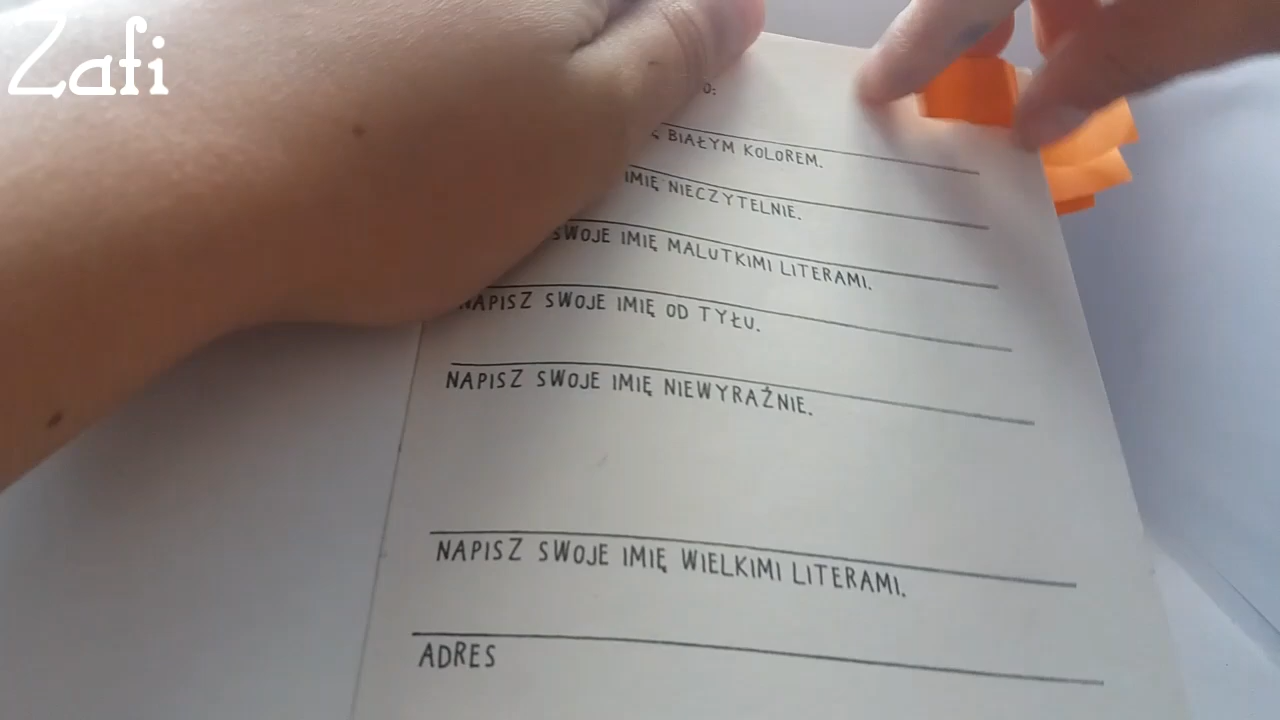 Zafi
O:
BIAŁYM KOLOREM.
IMIĘ NIECZYTELNIE.
SWOJE IMIĘ MALUTKIMI LITERAMI.
NAPISZ SWOJE IMIĘ OD TYŁU.
NAPISZ SWOJE IMIĘ NIEWYRAŹNIE.
NAPISZ SWOJE IMIĘ WIELKIMI LITERAMI.
ADRES